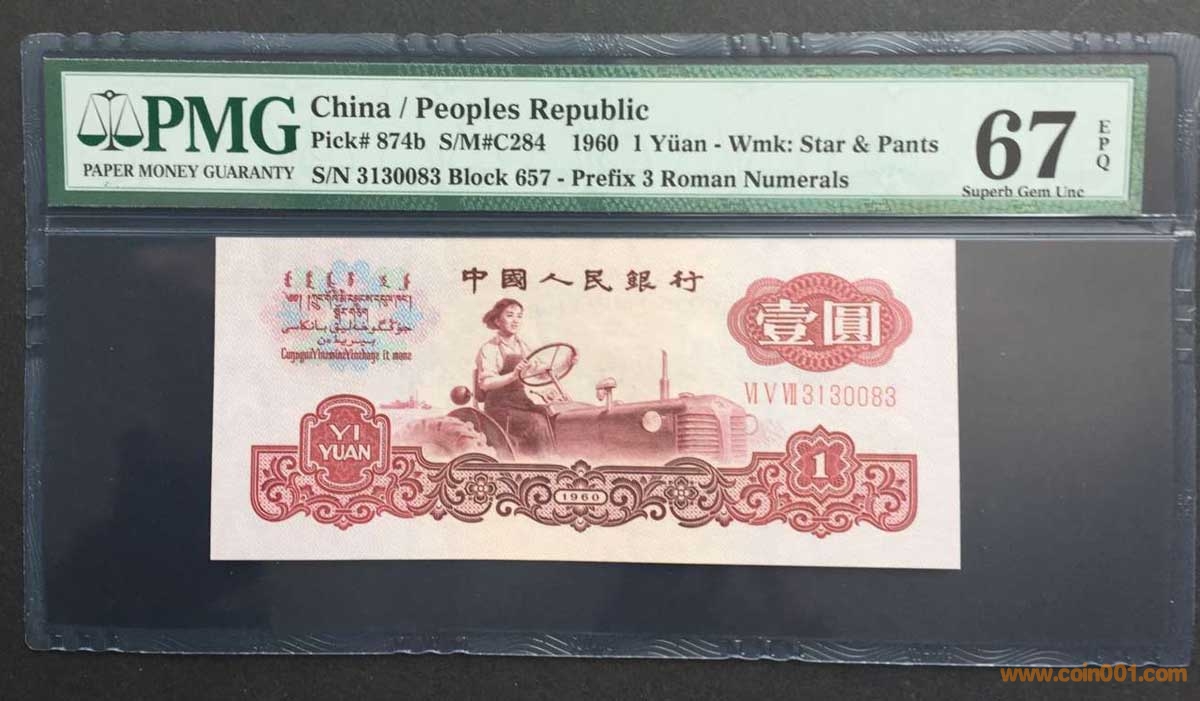 PMG
PAPER MONEY GUARANTY
China / Peoples Republic
Pick# 874b S/M#C284 1960 1 Yüan - Wmk: Star & Pants
S/N 3130083 Block 657 - Prefix 3 Roman Numerals
67
EPQ
Superb Gem Unc
中國人民銀行
壹圓
VI V VII 3130083
YI
YUAN
1960
1
www.coin001.com